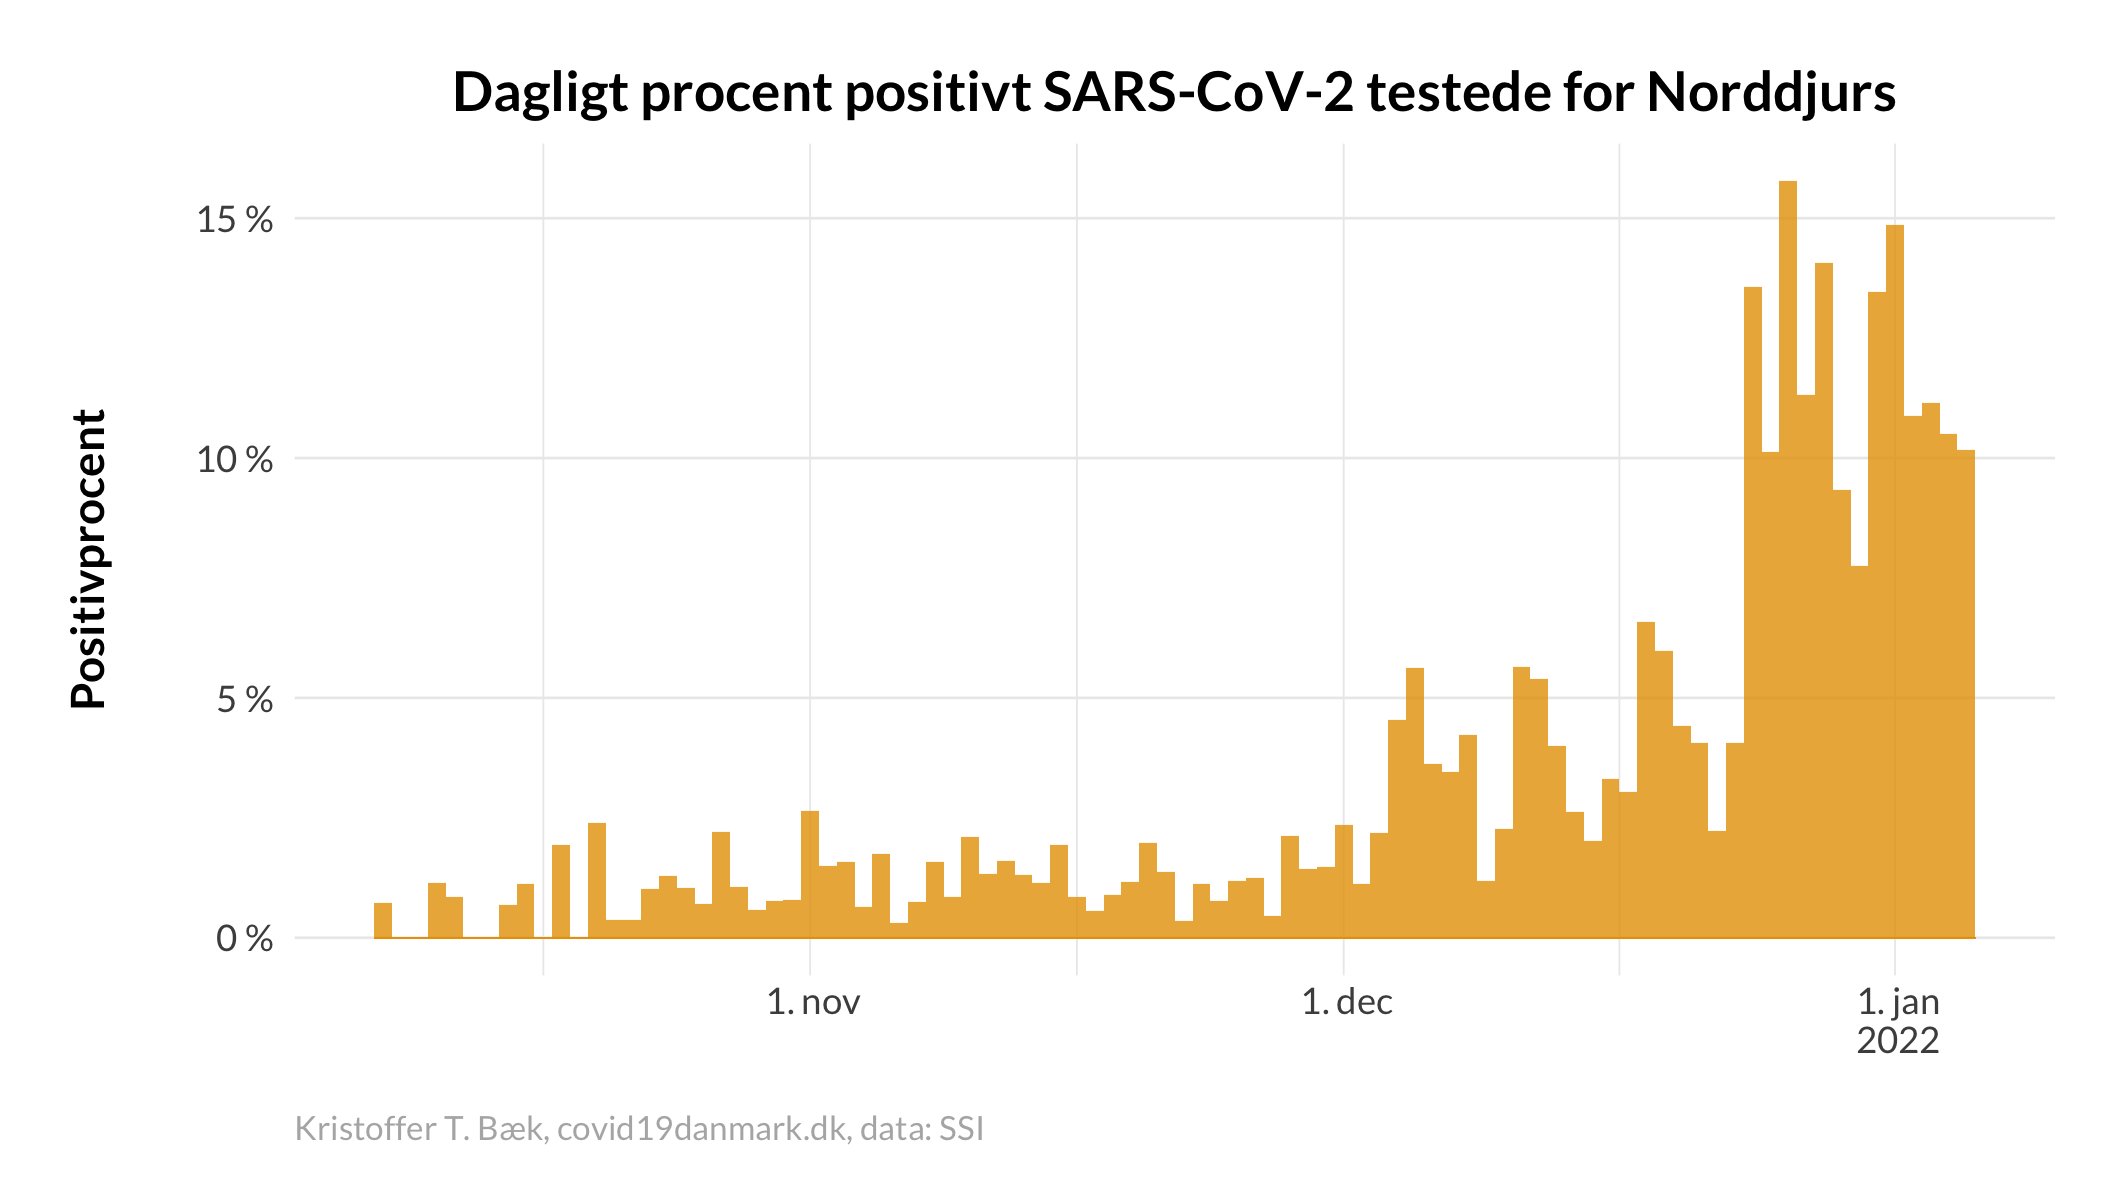 Dagligt procent positivt SARS-CoV-2 testede for Norddjurs
Positivprocent
15 %
10 %
5 %
0 %
1. nov
1. dec
1. jan
2022
Kristoffer T. Bæk, covid19danmark.dk, data: SSI